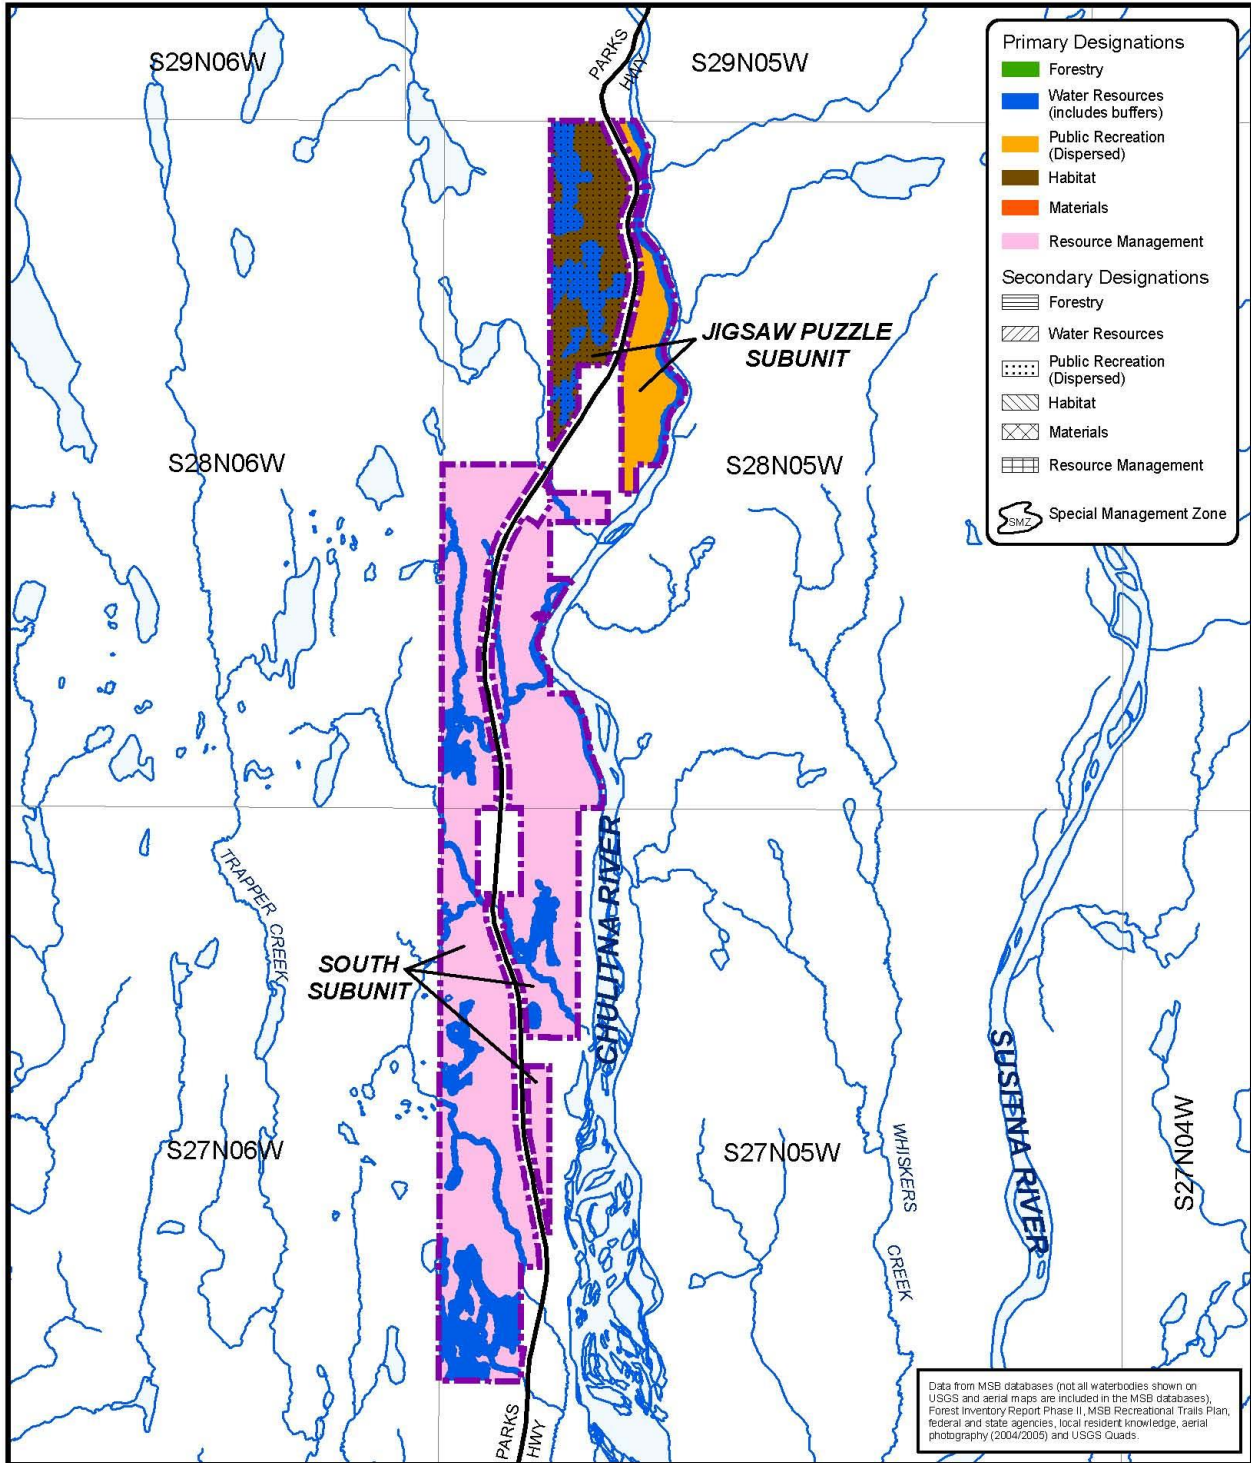 S29N06W
PARKS
HWY
S29N05W
Primary Designations
Forestry
Water Resources
(includes buffers)
Public Recreation
(Dispersed)
Habitat
Materials
Resource Management
Secondary Designations
Forestry
Water Resources
Public Recreation
(Dispersed)
Habitat
Materials
Resource Management
SMZ
Special Management Zone
JIGSAW PUZZLE
SUBUNIT
S28N06W
S28N05W
TRAPPER CREEK
CHULITNA RIVER
SOUTH
SUBUNIT
SUSITNA RIVER
S27N06W
S27N05W
WHISKERS
CREEK
S27N04W
PARKS
HWY
Data from MSB databases (not all waterbodies shown on
USGS and aerial maps are included in the MSB databases),
Forest Inventory Report Phase II, MSB Recreational Trails Plan,
federal and state agencies, local resident knowledge, aerial
photography (2004/2005) and USGS Quads.